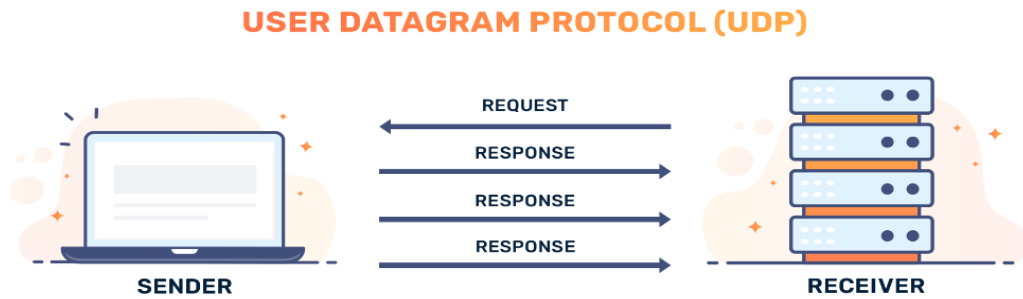 USER DATAGRAM PROTOCOL (UDP)
REQUEST
RESPONSE
RESPONSE
RESPONSE
SENDER
RECEIVER